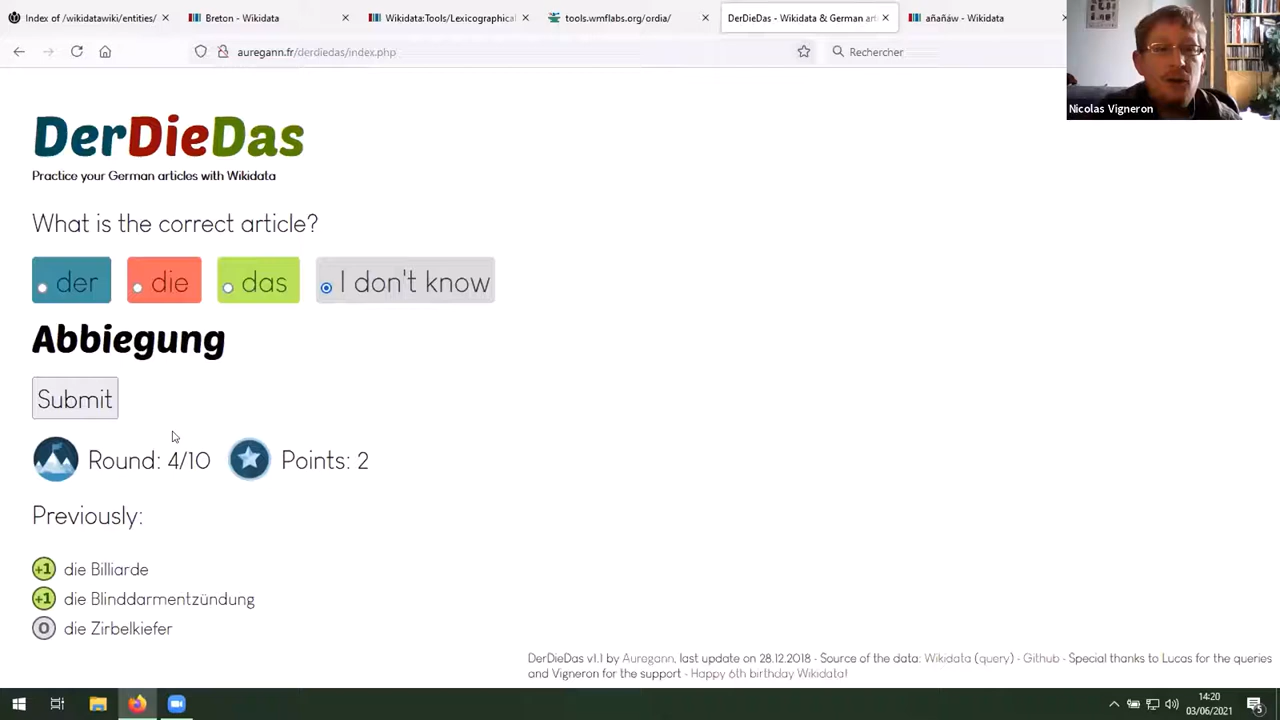 Index of /wikidatawiki/entities/
Breton - Wikidata
Wikidata:Tools/Lexicographical
tools.wmflabs.org/ordia/
DerDieDas - Wikidata & German art
añañáw - Wikidata
auregann.fr/derdiedas/index.php
Rechercher
Nicolas Vigneron
DerDieDas
Practice your German articles with Wikidata
What is the correct article?
der die das I don't know
Abbiegung
Submit
Round: 4/10 Points: 2
Previously:
+1 die Billiarde
+1 die Blinddarmentzündung
0 die Zirbelkiefer
DerDieDas v1.1 by Auregann, last update on 28.12.2018 - Source of the data: Wikidata (query) - Github - Special thanks to Lucas for the queries
and Vigneron for the support - Happy 6th birthday Wikidata!
14:20
03/06/2021
5